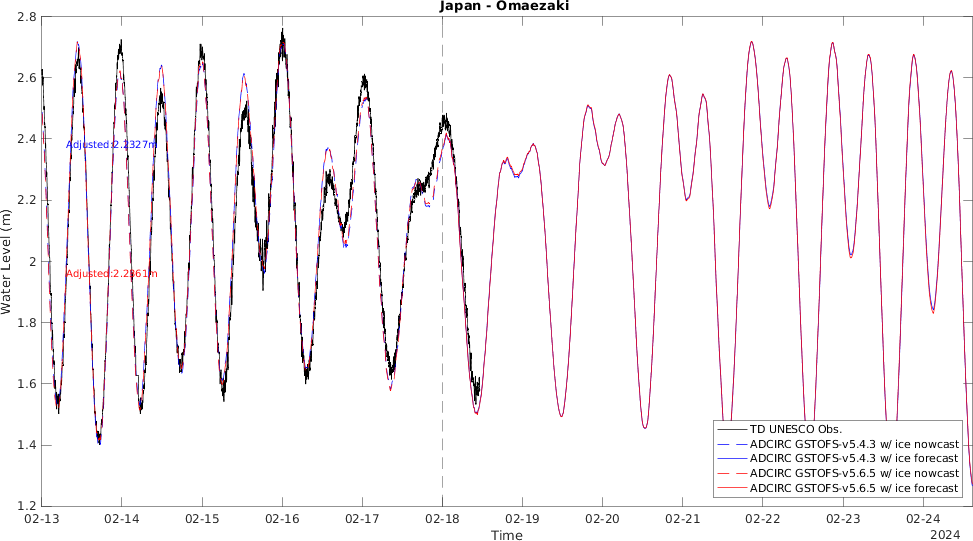 Japan - Omaezaki
Water Level (m)
2.8
2.6
2.4
2.2
2
1.8
1.6
1.4
1.2
Adjusted:2.2327m
Adjusted:2.2861m
TD UNESCO Obs.
ADCIRC GSTOFS-v5.4.3 w/ ice nowcast
ADCIRC GSTOFS-v5.4.3 w/ ice forecast
ADCIRC GSTOFS-v5.6.5 w/ ice nowcast
ADCIRC GSTOFS-v5.6.5 w/ ice forecast
02-13 02-14 02-15 02-16 02-17 02-18 02-19 02-20 02-21 02-22 02-23 02-24
Time
2024